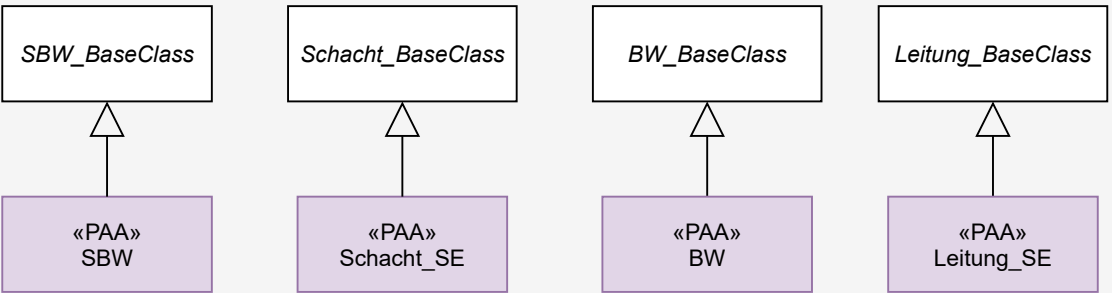 SBW_BaseClass
Schacht_BaseClass
BW_BaseClass
Leitung_BaseClass
«PAA»
SBW
«PAA»
Schacht_SE
«PAA»
BW
«PAA»
Leitung_SE